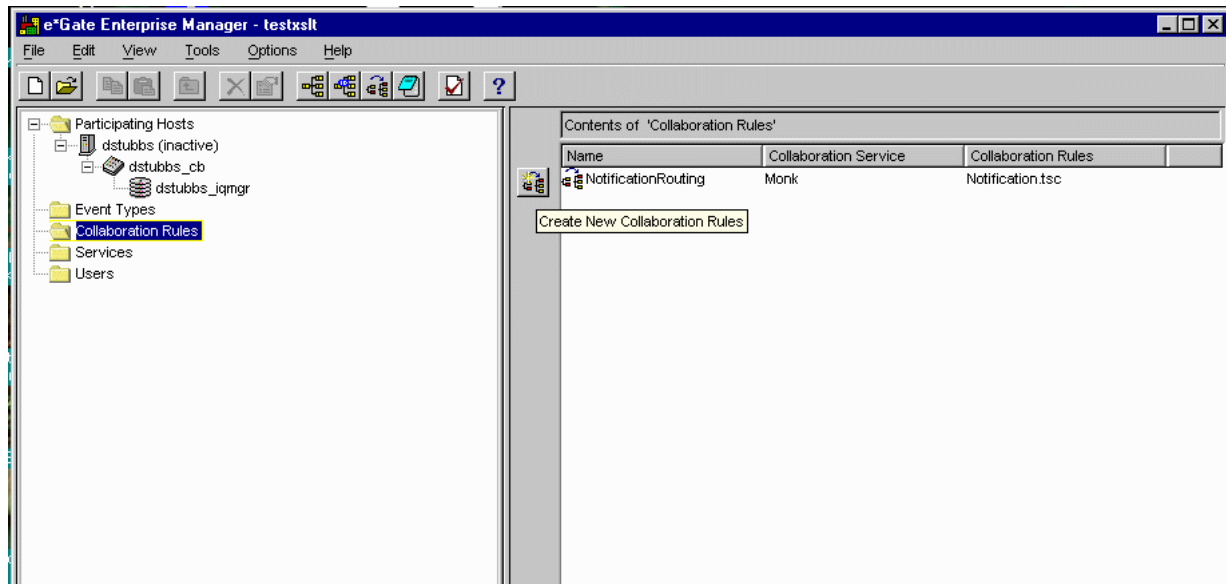 e*Gate Enterprise Manager - testxslt
File Edit View Tools Options Help
?
Participating Hosts
dstubbs (inactive)
dstubbs_cb
dstubbs_iqmgr
Event Types
Collaboration Rules
Services
Users
Contents of 'Collaboration Rules'
Name Collaboration Service Collaboration Rules
NotificationRouting Monk Notification.tsc
Create New Collaboration Rules